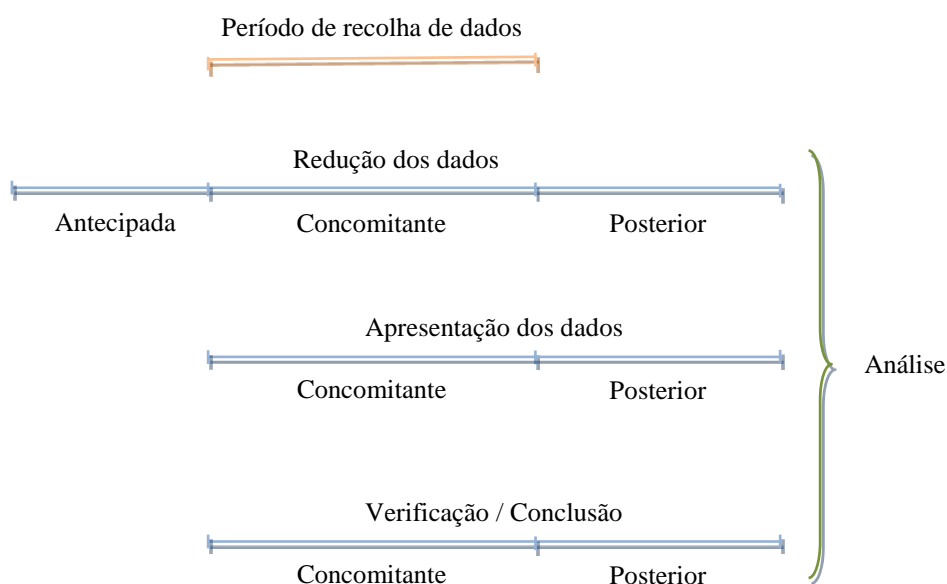 Período de recolha de dados
Redução dos dados
Antecipada Concomitante Posterior
Apresentação dos dados
Concomitante Posterior
Análise
Verificação / Conclusão
Concomitante Posterior